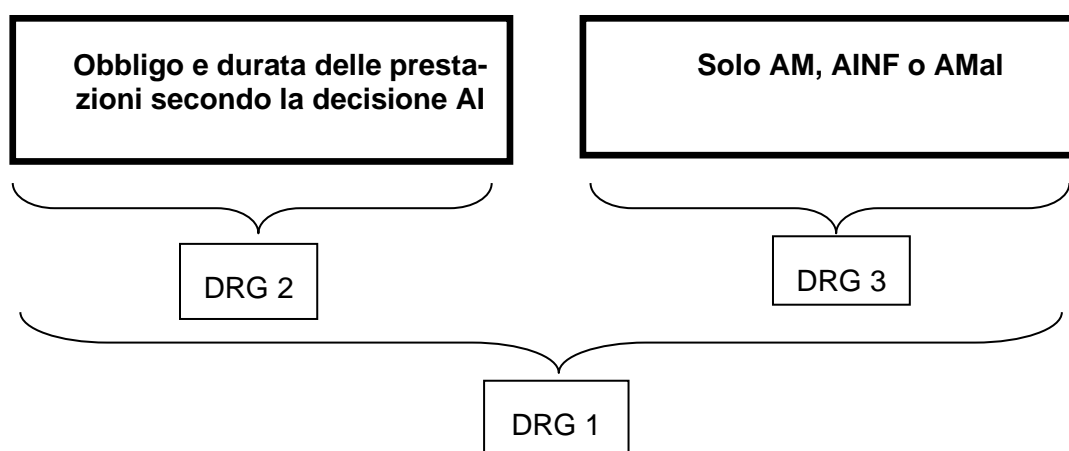 Obbligo e durata delle presta-
zioni secondo la decisione AI
Solo AM, AINF o AMal
DRG 2
DRG 3
DRG 1